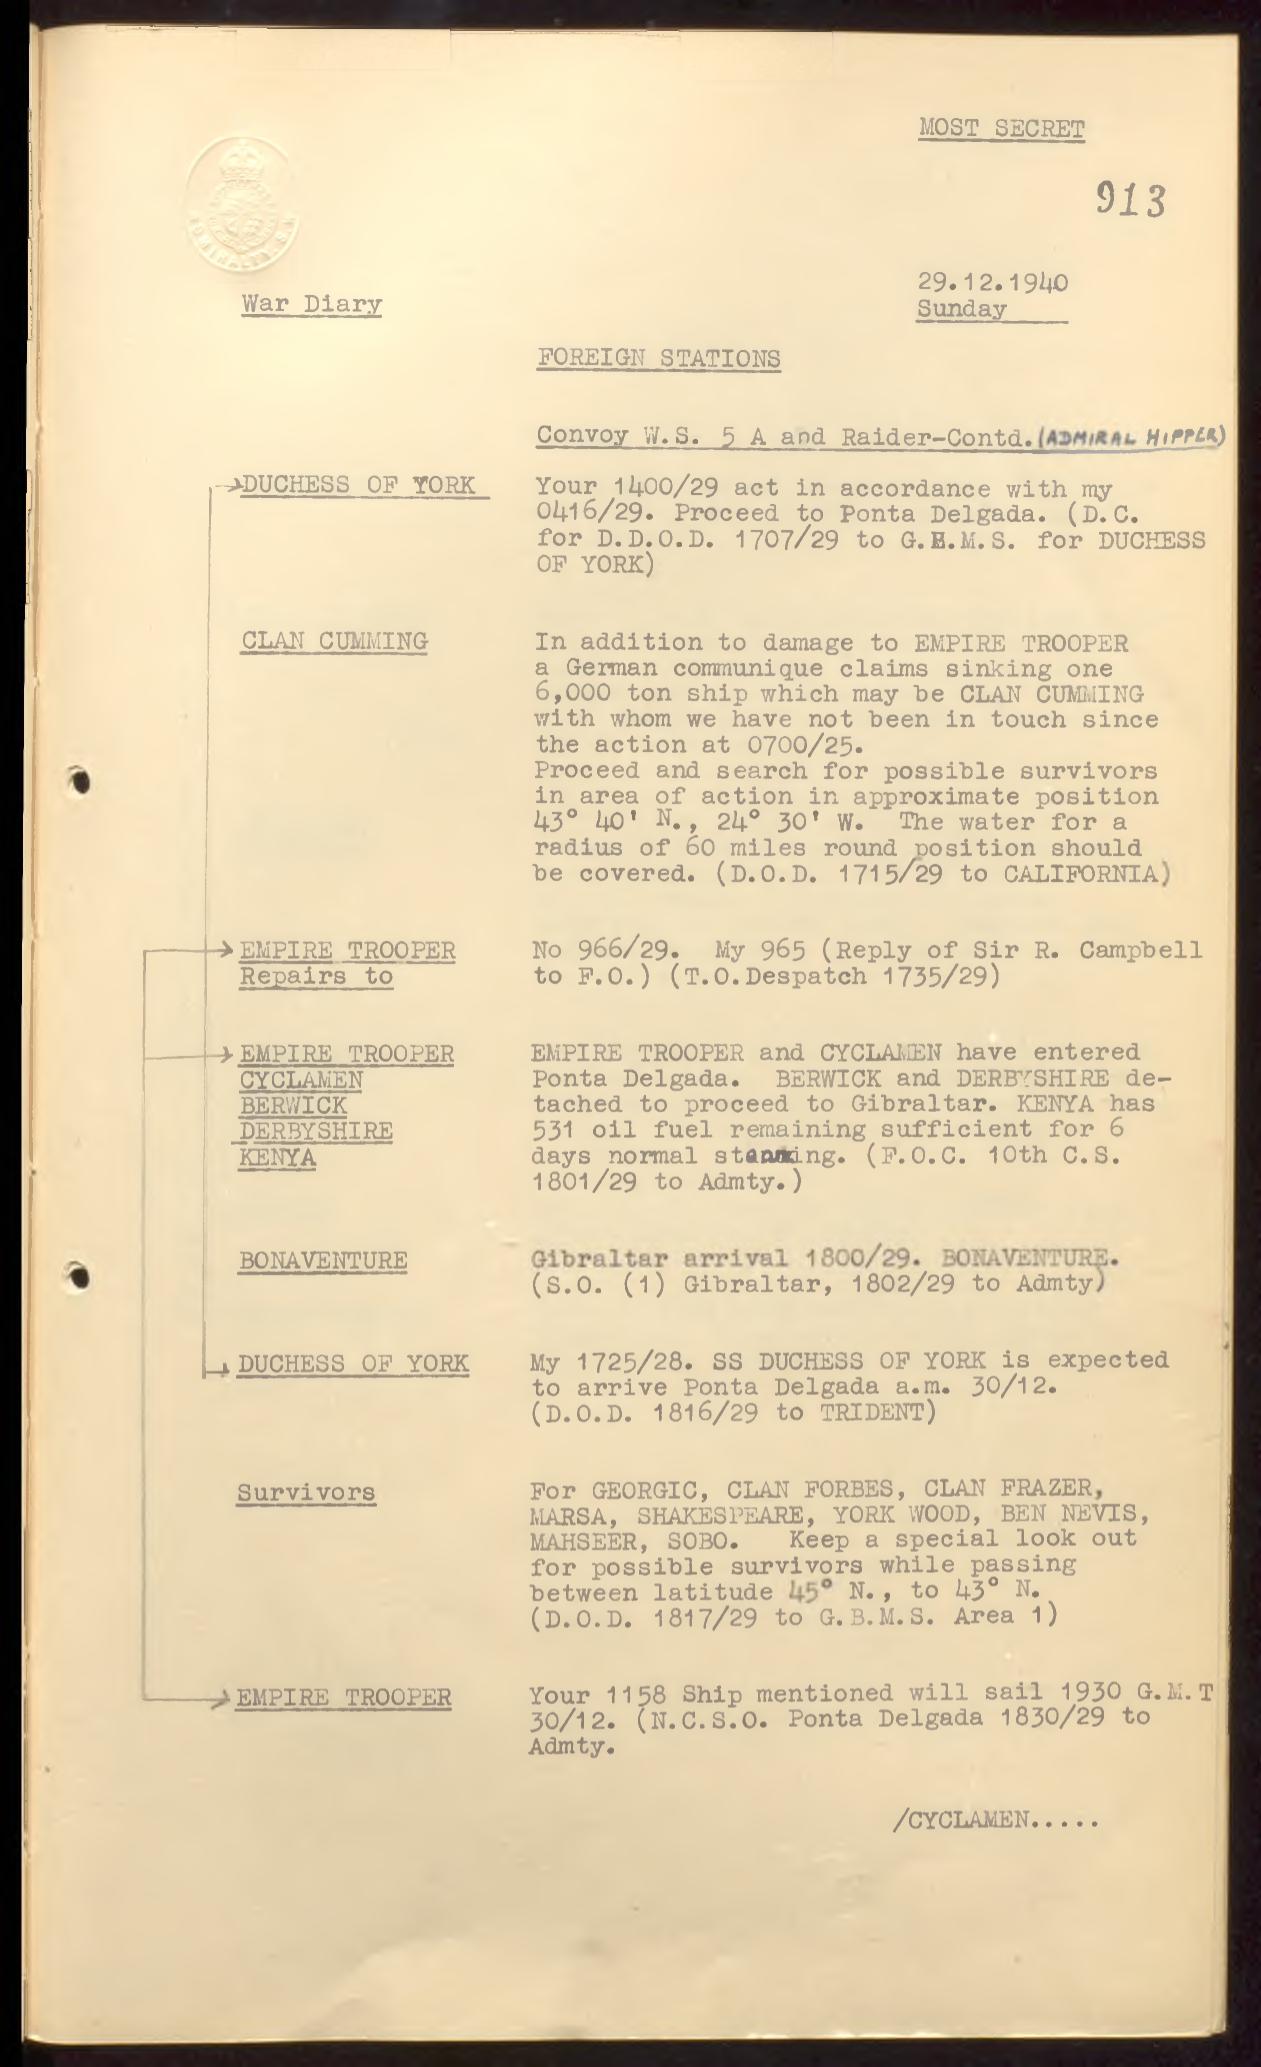 MOST SECRET
913
29.12.1940
Sunday
War Diary
FOREIGN STATIONS
Convoy W.S. 5 A and Raider-Contd. (ADMIRAL HIPPER)
DUCHESS OF YORK
Your 1400/29 act in accordance with my
0416/29. Proceed to Ponta Delgada. (D.C.
for D.D.O.D. 1707/29 to G.B.M.S. for DUCHESS
OF YORK)
CLAN CUMMING
In addition to damage to EMPIRE TROOPER
a German communique claims sinking one
6,000 ton ship which may be CLAN CUMMING
with whom we have not been in touch since
the action at 0700/25.
Proceed and search for possible survivors
in area of action in approximate position
43° 40' N., 24° 30' W. The water for a
radius of 60 miles round position should
be covered. (D.O.D. 1715/29 to CALIFORNIA)
EMPIRE TROOPER
Repairs to
No 966/29. My 965 (Reply of Sir R. Campbell
to F.O.) (T.O.Despatch 1735/29)
EMPIRE TROOPER
CYCLAMEN
BERWICK
DERBYSHIRE
KENYA
EMPIRE TROOPER and CYCLAMEN have entered
Ponta Delgada. BERWICK and DERBYSHIRE de-
tached to proceed to Gibraltar. KENYA has
531 oil fuel remaining sufficient for 6
days normal
(F.O.C. 10th C.S.
1801/29 to Admty.)
BONAVENTURE
Gibraltar arrival 1800/29. BONAVENTURE.
(S.O. (1) Gibraltar, 1802/29 to Admty)
DUCHESS OF YORK
My 1725/28. SS DUCHESS OF YORK is expected
to arrive Ponta Delgada a.m. 30/12.
(D.O.D. 1816/29 to TRIDENT)
Survivors
For GEORGIC, CLAN FORBES, CLAN FRAZER,
MARSA, SHAKESPEARE, YORK WOOD, BEN NEVIS,
MAHSEER, SOBO. Keep a special look out
for possible survivors while passing
between latitude 45° N., to 43° N.
(D.O.D. 1817/29 to G.B.M.S. Area 1)
EMPIRE TROOPER
Your 1158 Ship mentioned will sail 1930 G.M.T
30/12. (N.C.S.O. Ponta Delgada 1830/29 to
Admty.
/CYCLAMEN.....